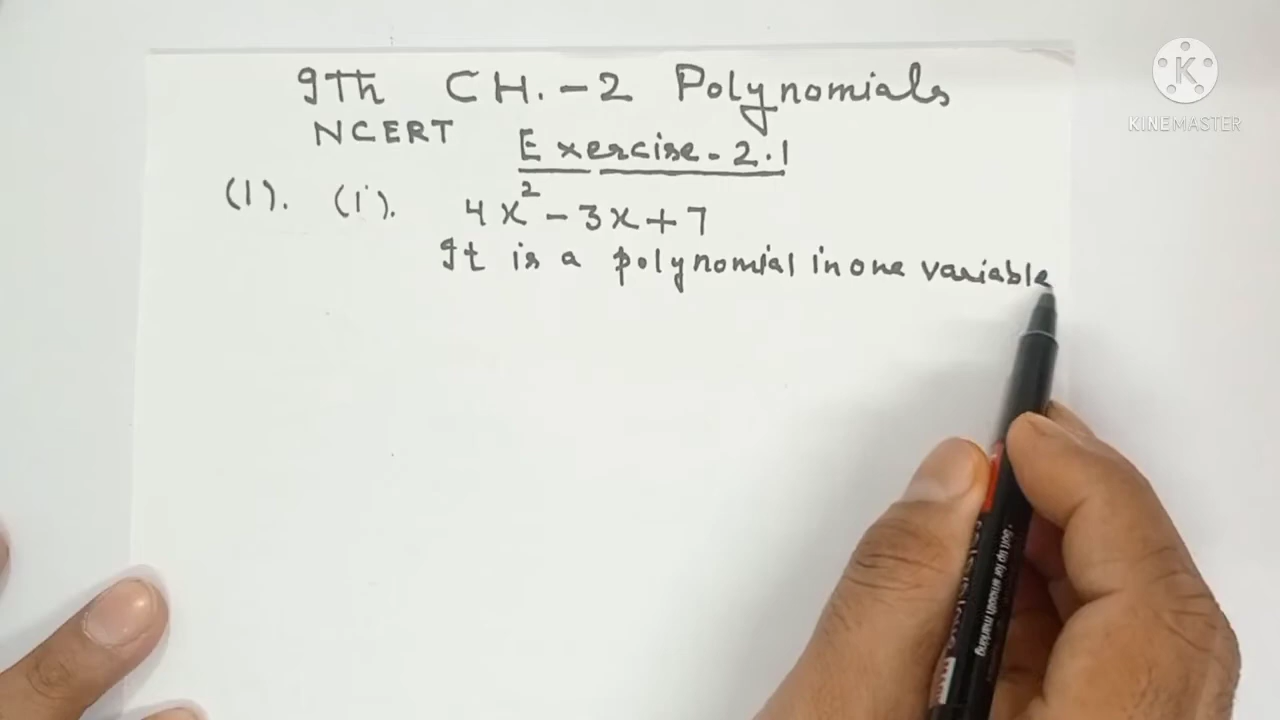 9Th CH.-2 Polynomials
NCERT
Exercise-2.1
(1). (i). 4x²-3x+7
It is a polynomial in one variable
KINEMASTER